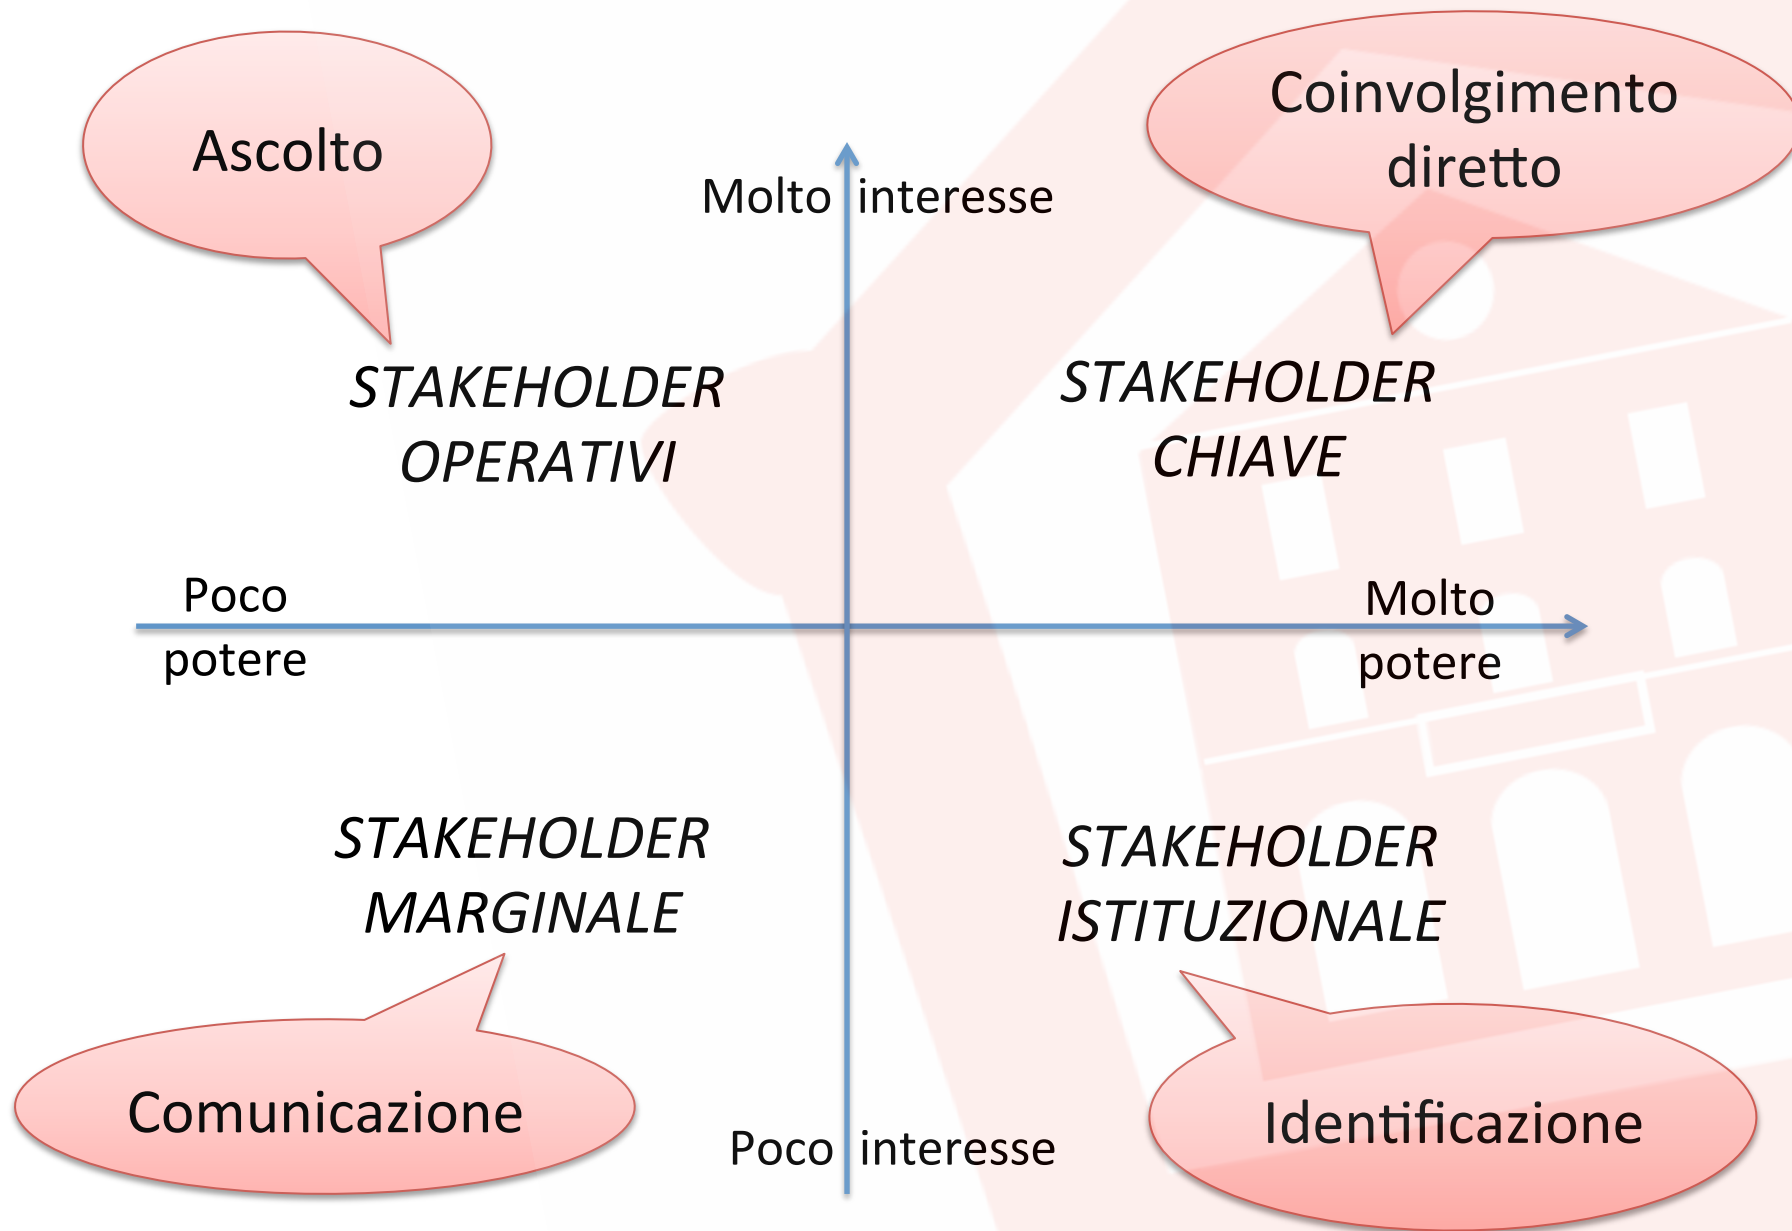 Ascolto
Coinvolgimento
diretto
Molto interesse
STAKEHOLDER
OPERATIVI
STAKEHOLDER
CHIAVE
Poco
potere
Molto
potere
STAKEHOLDER
MARGINALE
STAKEHOLDER
ISTITUZIONALE
Comunicazione
Identificazione
Poco interesse